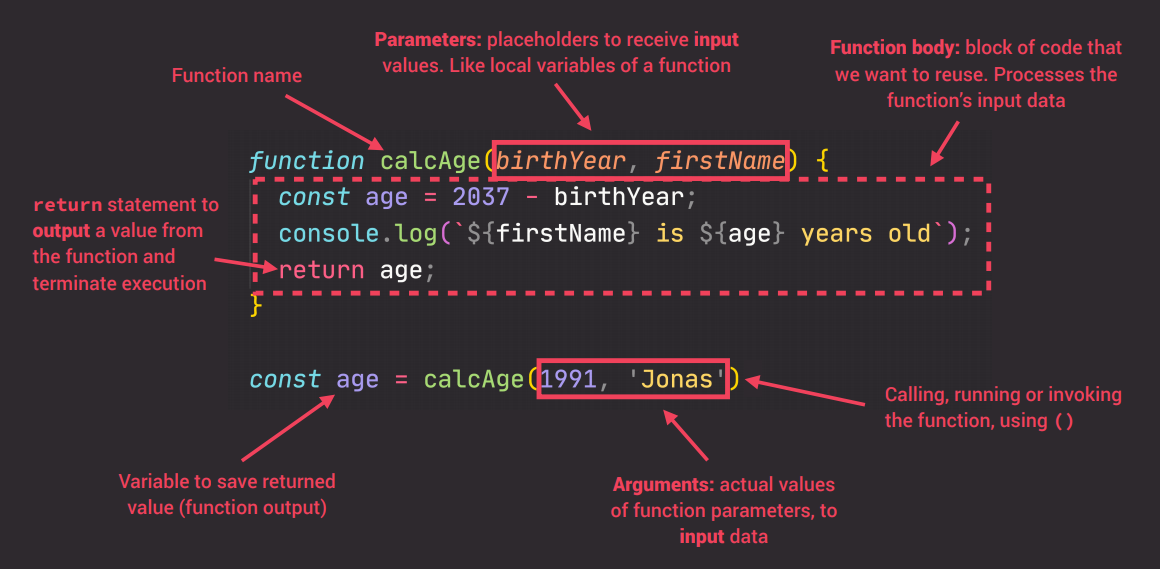 Parameters: placeholders to receive input
values. Like local variables of a function
Function name
Function body: block of code that
we want to reuse. Processes the
function’s input data
function calcAge(birthYear, firstName) {
const age = 2037 - birthYear;
console.log(`${firstName} is ${age} years old`);
return age;
}
return statement to
output a value from
the function and
terminate execution
const age = calcAge(1991, 'Jonas')
Calling, running or invoking
the function, using ()
Variable to save returned
value (function output)
Arguments: actual values
of function parameters, to
input data